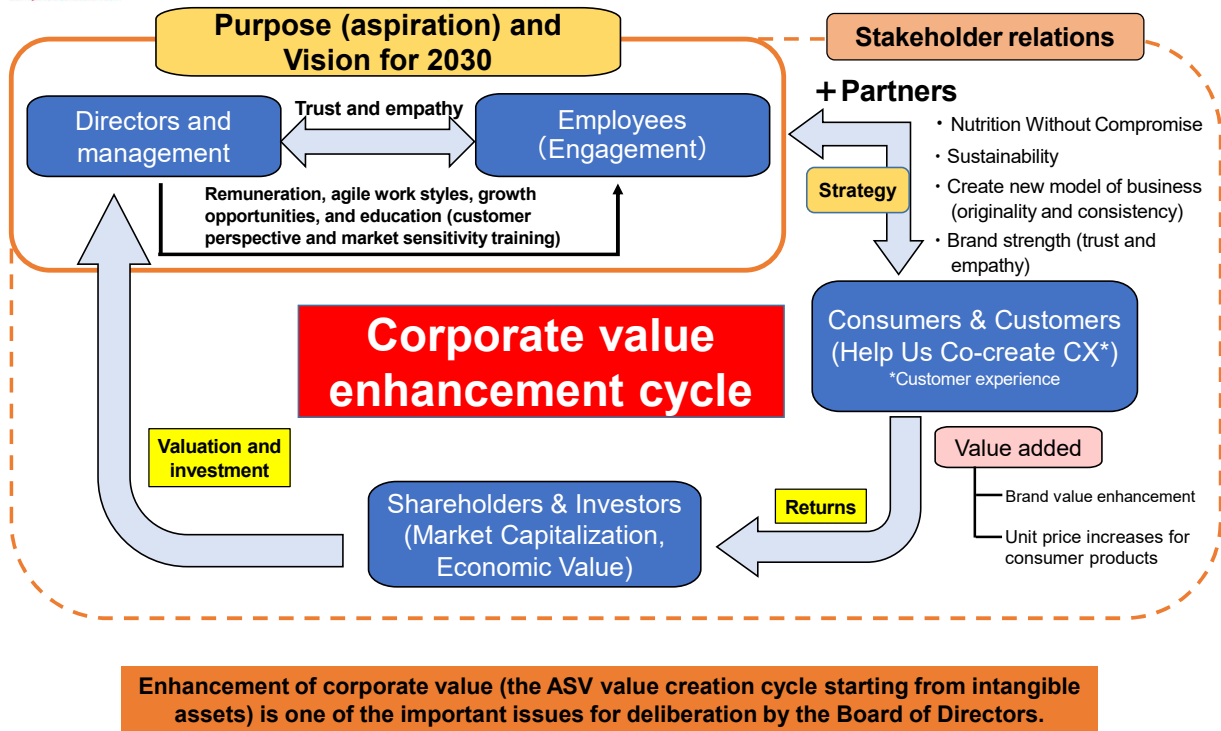 Purpose (aspiration) and
Vision for 2030
Stakeholder relations
Directors and
management
Trust and empathy
Employees
（Engagement）
Remuneration, agile work styles, growth
opportunities, and education (customer
perspective and market sensitivity training)
＋Partners
Strategy
・ Nutrition Without Compromise
・ Sustainability
・ Create new model of business
(originality and consistency)
・ Brand strength (trust and
empathy)
Corporate value
enhancement cycle
Consumers & Customers
(Help Us Co-create CX*)
*Customer experience
Value added
Brand value enhancement
Unit price increases for
consumer products
Returns
Shareholders & Investors
(Market Capitalization,
Economic Value)
Valuation and
investment
Enhancement of corporate value (the ASV value creation cycle starting from intangible
assets) is one of the important issues for deliberation by the Board of Directors.